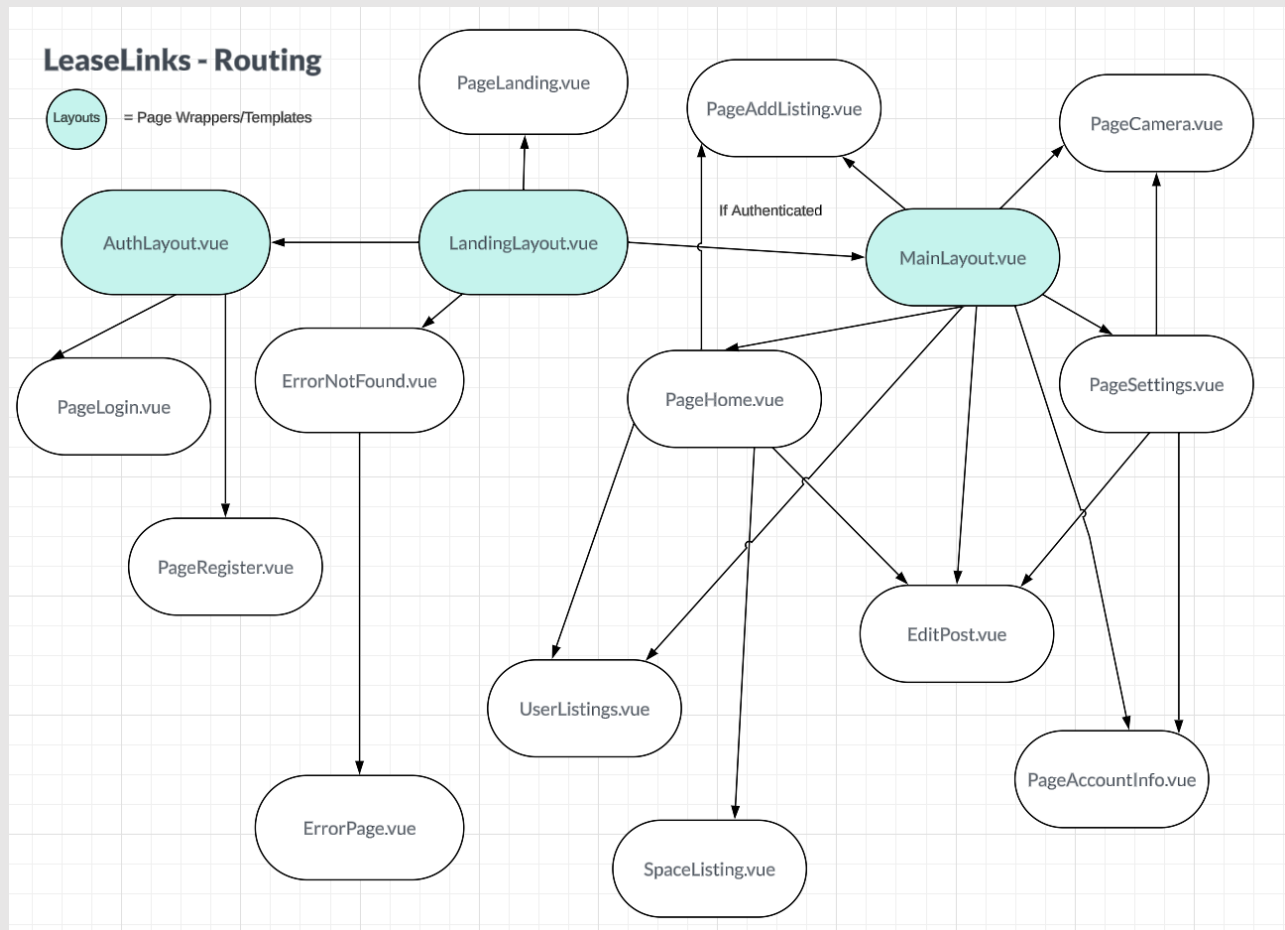 LeaseLinks - Routing
Layouts
= Page Wrappers/Templates
PageLanding.vue
PageAddListing.vue
PageCamera.vue
If Authenticated
AuthLayout.vue
LandingLayout.vue
MainLayout.vue
ErrorNotFound.vue
PageHome.vue
PageSettings.vue
PageLogin.vue
PageRegister.vue
EditPost.vue
UserListings.vue
PageAccountInfo.vue
ErrorPage.vue
SpaceListing.vue